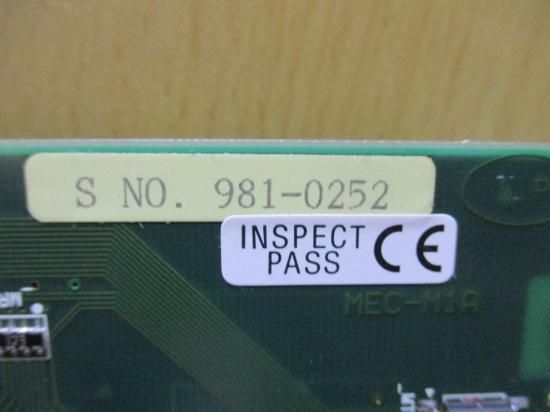 S NO. 981-0252
INSPECT
PASS
CE
MEC-M1A